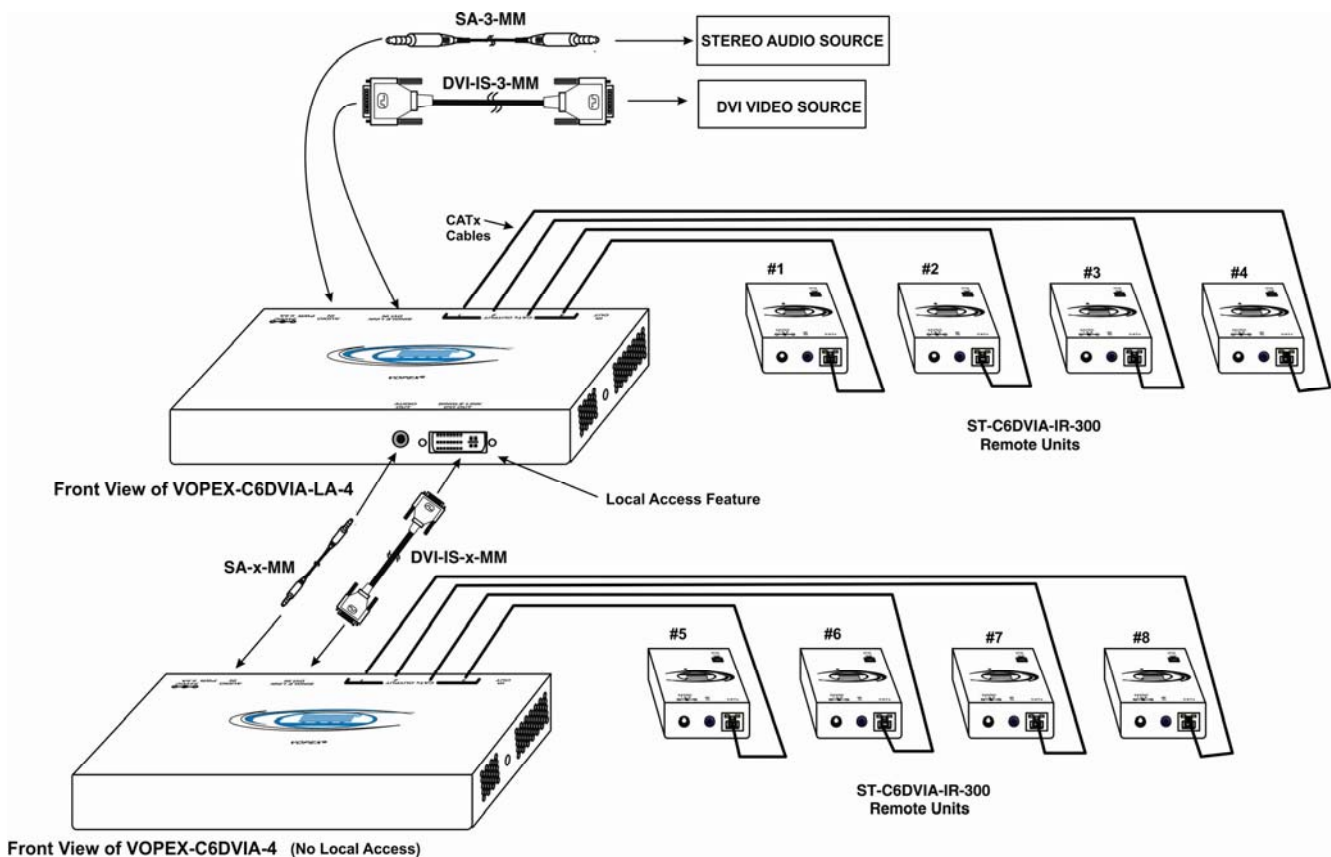 SA-3-MM
STEREO AUDIO SOURCE
DVI-IS-3-MM
DVI VIDEO SOURCE
CATx
Cables
#1
#2
#3
#4
VOPEX®
ST-C6DVIA-IR-300
Remote Units
Front View of VOPEX-C6DVIA-LA-4
Local Access Feature
SA-x-MM
DVI-IS-x-MM
#5
#6
#7
#8
VOPEX®
ST-C6DVIA-IR-300
Remote Units
Front View of VOPEX-C6DVIA-4 (No Local Access)